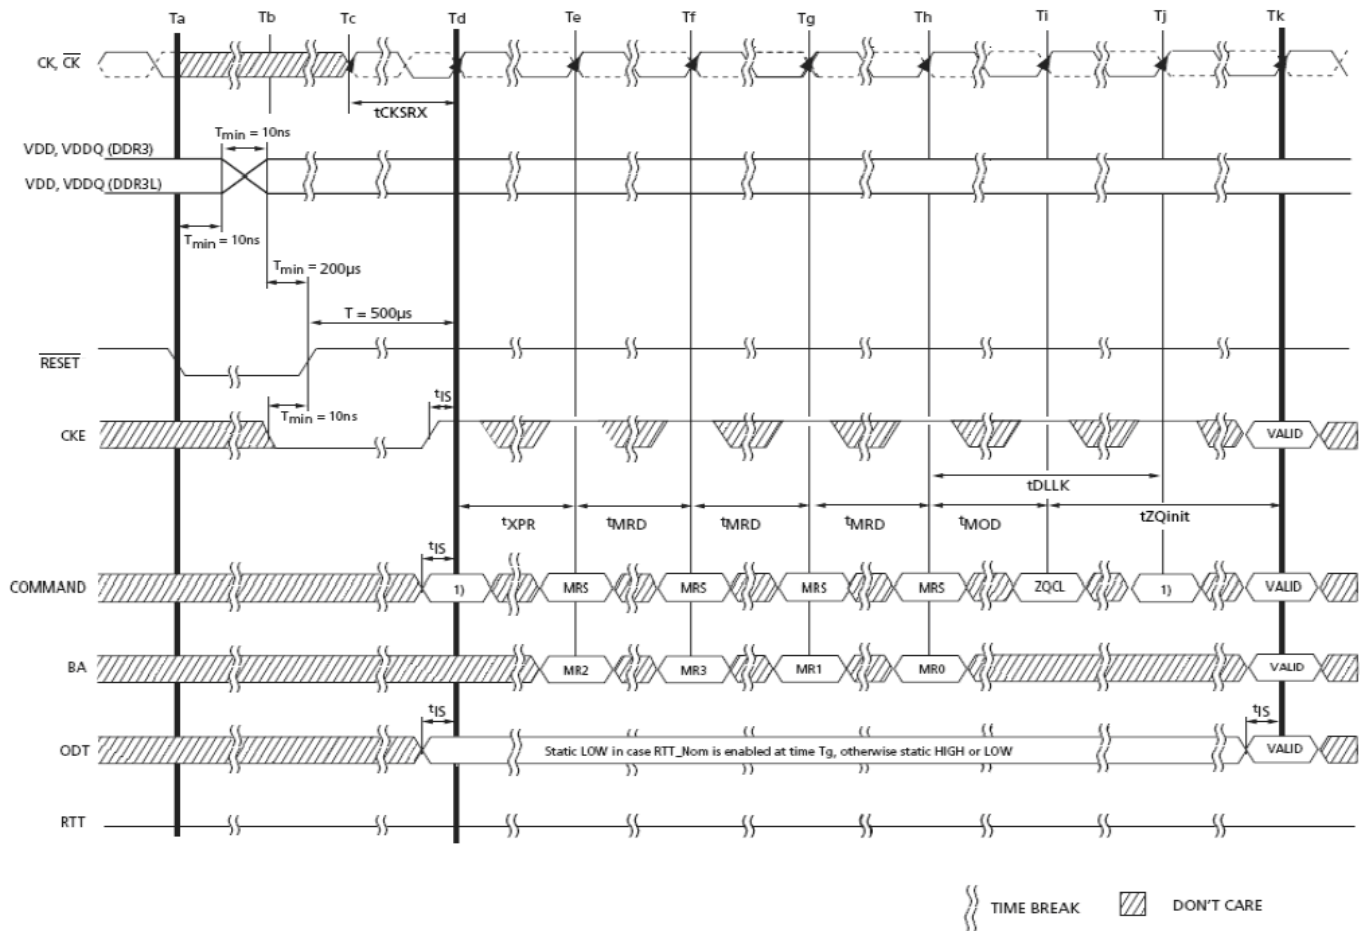 Ta Tb Tc Td Te Tf Tg Th Ti Tj Tk
CK, CK
tCKSRX
Tmin = 10ns
VDD, VDDQ (DDR3)
VDD, VDDQ (DDR3L)
Tmin = 10ns
Tmin = 200µs
T = 500µs
RESET
tIS
Tmin = 10ns
CKE VALID
tDLLK
tXPR tMRD tMRD tMRD tMOD tZQinit
tIS
COMMAND 1) MRS MRS MRS MRS ZQCL 1) VALID
BA MR2 MR3 MR1 MR0 VALID
tIS tIS
ODT Static LOW in case RTT_Nom is enabled at time Tg, otherwise static HIGH or LOW VALID
RTT
TIME BREAK DON'T CARE